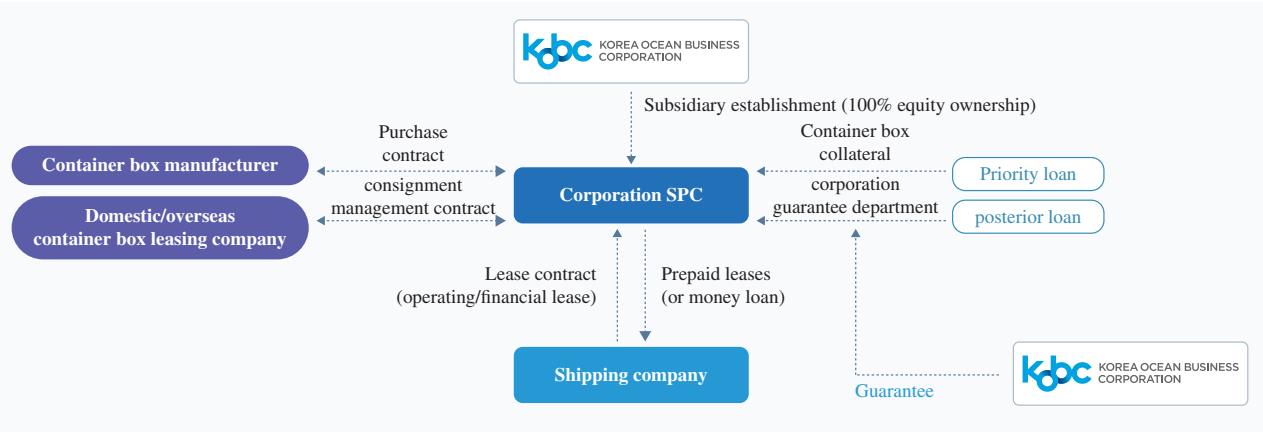 kobc KOREA OCEAN BUSINESS
CORPORATION
Subsidiary establishment (100% equity ownership)
Purchase
contract
Container box manufacturer
consignment
management contract
Domestic/overseas
container box leasing company
Corporation SPC
Container box
collateral
Priority loan
corporation
guarantee department
posterior loan
Lease contract
(operating/financial lease)
Prepaid leases
(or money loan)
Shipping company
Guarantee
kobc KOREA OCEAN BUSINESS
CORPORATION